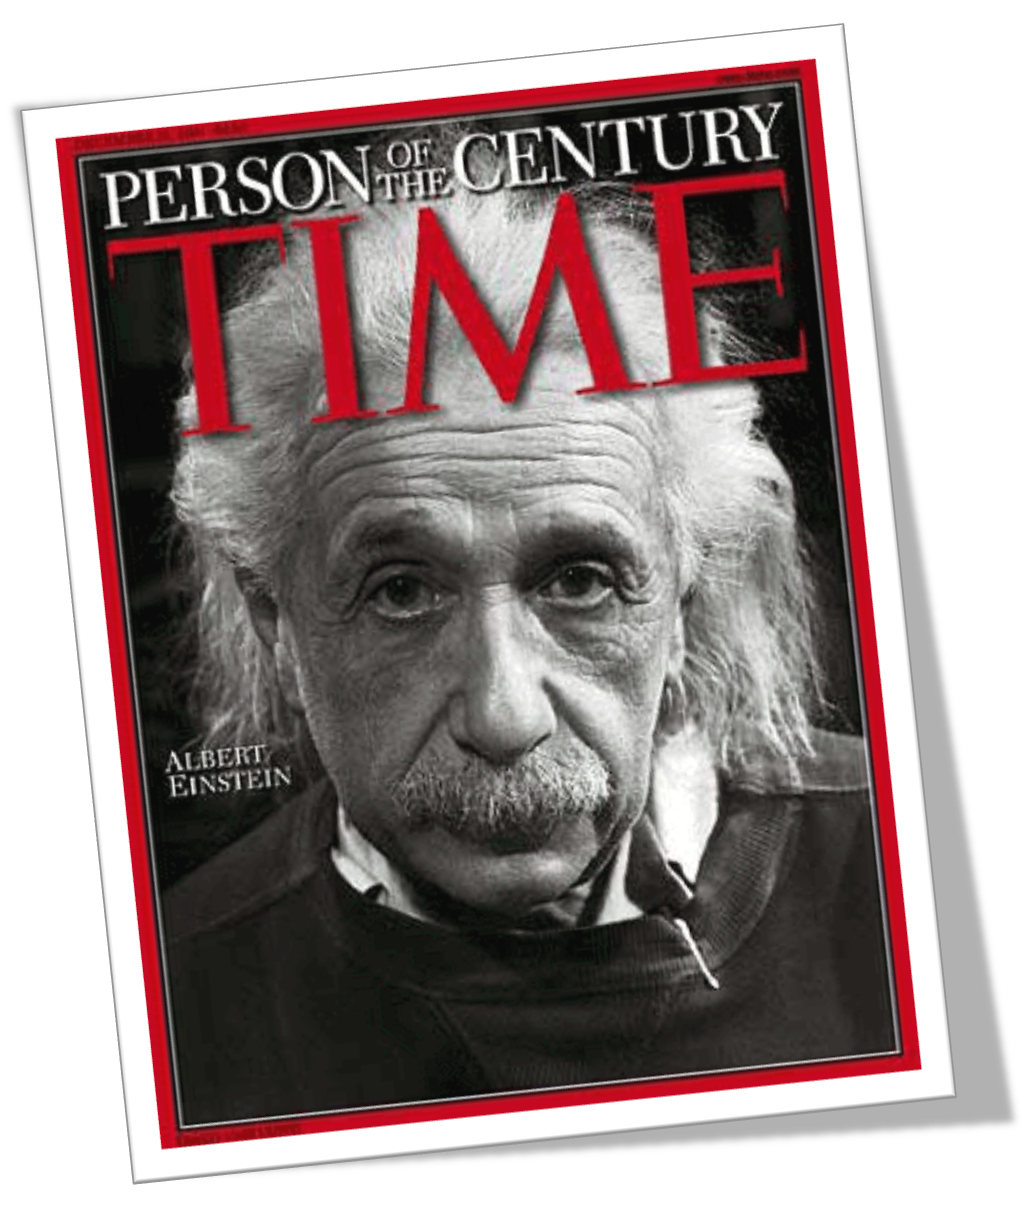 PERSON OF THE CENTURY
TIME
ALBERT
EINSTEIN